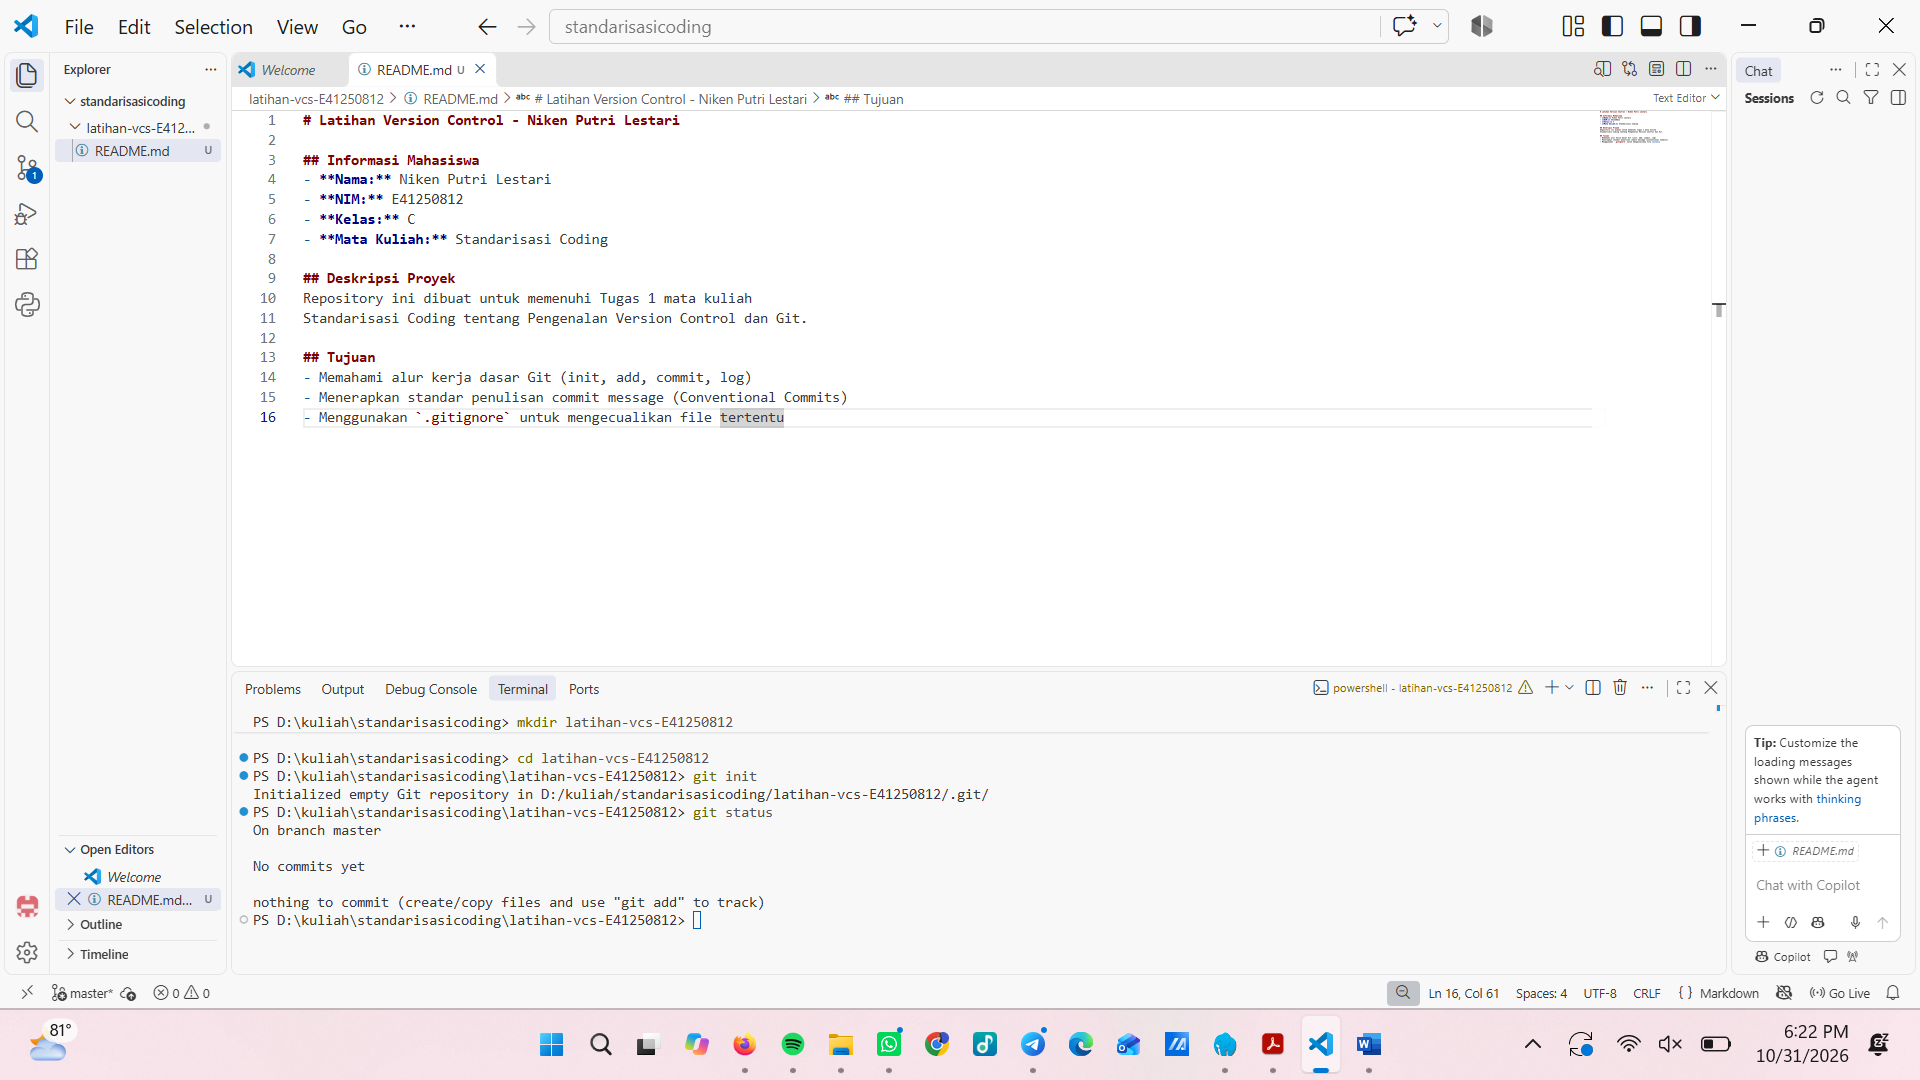 File Edit Selection View Go
standarisasicoding
Explorer
standarisasicoding
latihan-vcs-E412...
README.md U
1
Open Editors
Welcome
README.md... U
Outline
Timeline
Welcome
README.md U
latihan-vcs-E41250812 > README.md > # Latihan Version Control - Niken Putri Lestari > ## Tujuan
Text Editor
1 # Latihan Version Control - Niken Putri Lestari
2
3 ## Informasi Mahasiswa
4 - **Nama:** Niken Putri Lestari
5 - **NIM:** E41250812
6 - **Kelas:** C
7 - **Mata Kuliah:** Standarisasi Coding
8
9 ## Deskripsi Proyek
10 Repository ini dibuat untuk memenuhi Tugas 1 mata kuliah
11 Standarisasi Coding tentang Pengenalan Version Control dan Git.
12
13 ## Tujuan
14 - Memahami alur kerja dasar Git (init, add, commit, log)
15 - Menerapkan standar penulisan commit message (Conventional Commits)
16 - Menggunakan `.gitignore` untuk mengecualikan file tertentu
Problems Output Debug Console Terminal Ports
powershell - latihan-vcs-E41250812
PS D:\kuliah\standarisasicoding> mkdir latihan-vcs-E41250812
PS D:\kuliah\standarisasicoding> cd latihan-vcs-E41250812
PS D:\kuliah\standarisasicoding\latihan-vcs-E41250812> git init
Initialized empty Git repository in D:/kuliah/standarisasicoding/latihan-vcs-E41250812/.git/
PS D:\kuliah\standarisasicoding\latihan-vcs-E41250812> git status
On branch master
No commits yet
nothing to commit (create/copy files and use "git add" to track)
PS D:\kuliah\standarisasicoding\latihan-vcs-E41250812>
Chat
Sessions
Tip: Customize the
loading messages
shown while the agent
works with thinking
phrases.
README.md
Chat with Copilot
Copilot
master* 0 0
Ln 16, Col 61 Spaces: 4 UTF-8 CRLF { } Markdown Go Live
81°
6:22 PM
10/31/2026